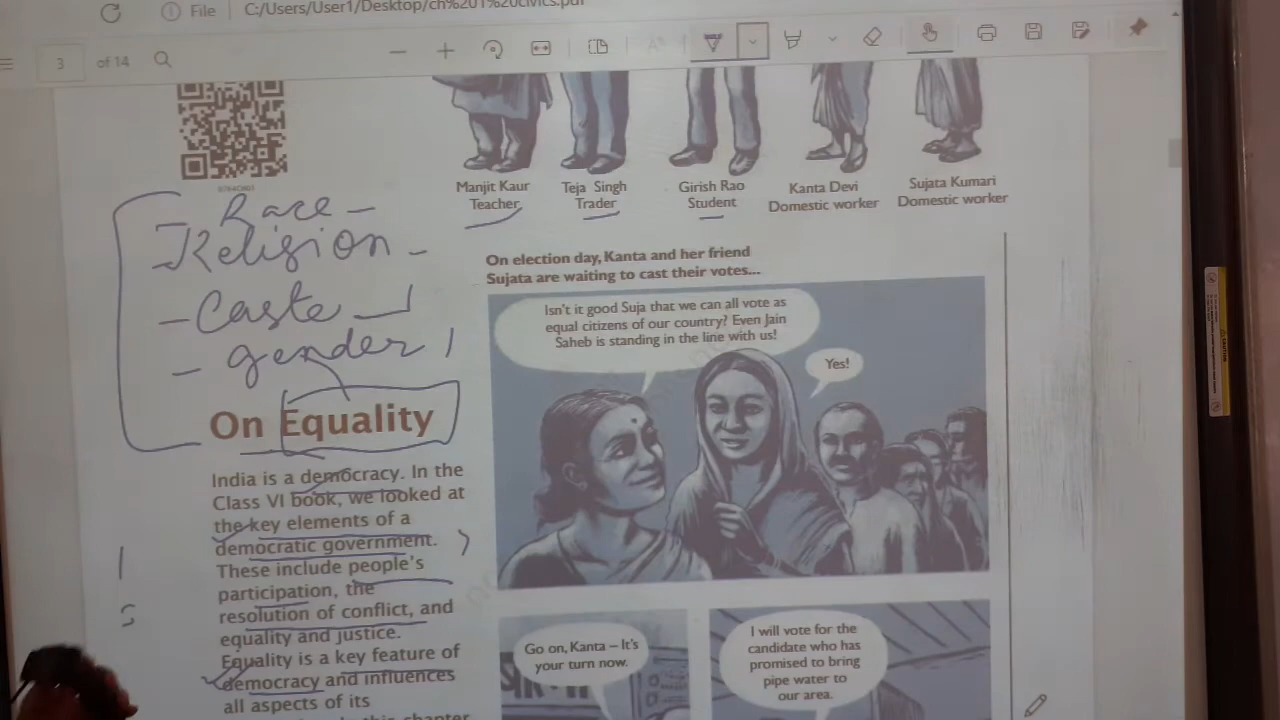 File
C:/Users/User1/Desktop/ch%201%20civics.pdf
3 of 14
Manjit Kaur
Teacher
Teja Singh
Trader
Girish Rao
Student
Kanta Devi
Domestic worker
Sujata Kumari
Domestic worker
- Race -
Religion -
- Caste -
- gender
On Equality
India is a democracy. In the
Class VI book, we looked at
the key elements of a
democratic government.
These include people's
participation, the
resolution of conflict, and
equality and justice.
Equality is a key feature of
democracy and influences
all aspects of its
On election day, Kanta and her friend
Sujata are waiting to cast their votes...
Isn't it good Suja that we can all vote as
equal citizens of our country? Even Jain
Saheb is standing in the line with us!
Yes!
Go on, Kanta – It's
your turn now.
I will vote for the
candidate who has
promised to bring
pipe water to
our area.